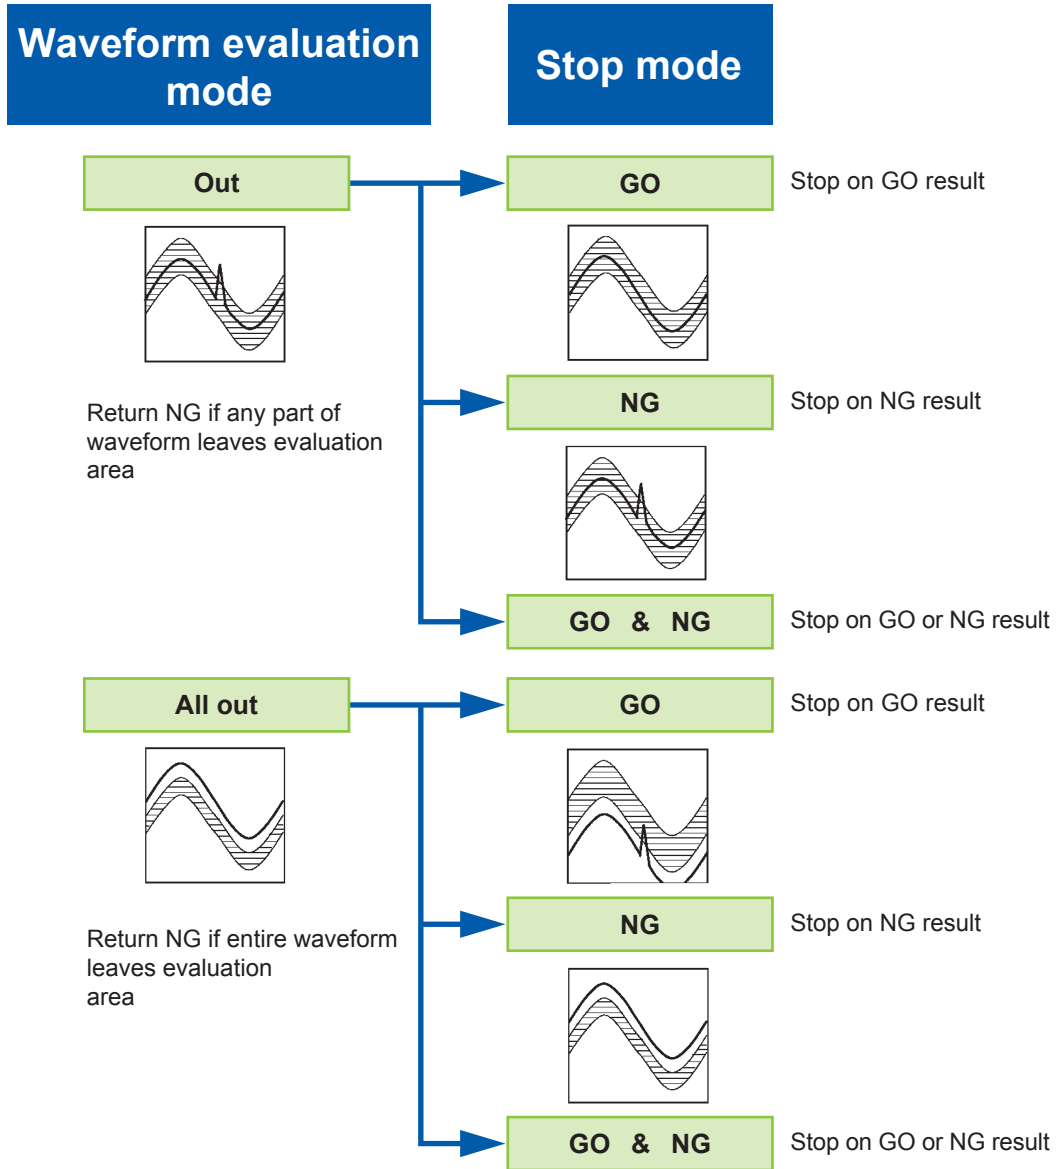 Waveform evaluation
mode
Stop mode
Out
GO
Stop on GO result
Return NG if any part of
waveform leaves evaluation
area
NG
Stop on NG result
GO & NG
Stop on GO or NG result
All out
GO
Stop on GO result
Return NG if entire waveform
leaves evaluation
area
NG
Stop on NG result
GO & NG
Stop on GO or NG result